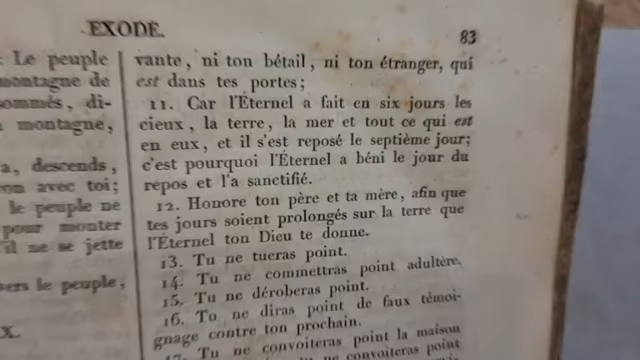 EXODE.
83
Le peuple
montagne de
sommés, di-
montagne,
descends,
avec toi;
le peuple ne
pour monter
il ne se jette
vers le peuple,
X.
vante, ni ton bétail, ni ton étranger, qui
est dans tes portes;
11. Car l'Éternel a fait en six jours les
cieux, la terre, la mer et tout ce qui est
en eux, et il s'est reposé le septième jour;
c'est pourquoi l'Éternel a béni le jour du
repos et l'a sanctifié.
12. Honore ton père et ta mère, afin que
tes jours soient prolongés sur la terre que
l'Éternel ton Dieu te donne.
13. Tu ne tueras point.
14. Tu ne commettras point adultère.
15. Tu ne déroberas point.
16. Tu ne diras point de faux témoi-
gnage contre ton prochain.
17. Tu ne convoiteras point la maison
ne convoiteras point